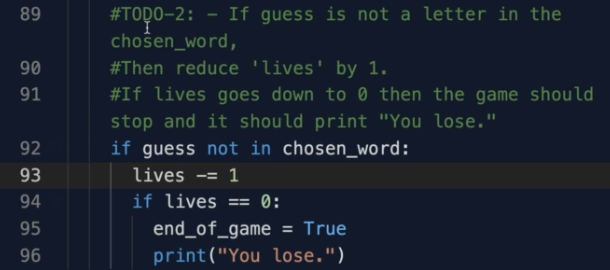 89 #TODO-2: - If guess is not a letter in the
chosen_word,
90 #Then reduce 'lives' by 1.
91 #If lives goes down to 0 then the game should
stop and it should print "You lose."
92 if guess not in chosen_word:
93 lives -= 1
94 if lives == 0:
95 end_of_game = True
96 print("You lose.")